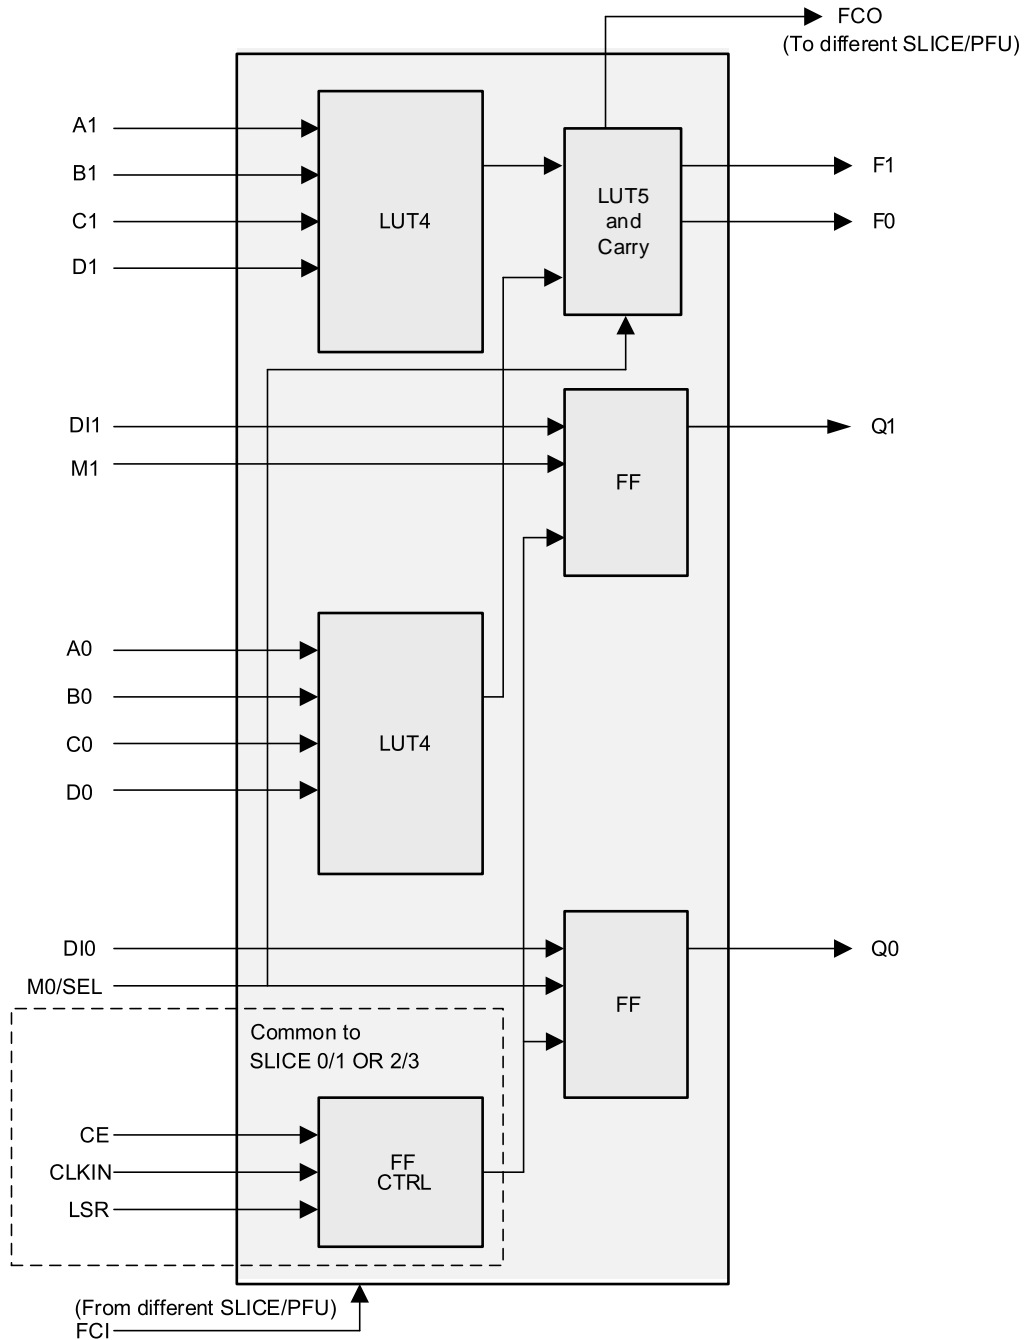 FCO
(To different SLICE/PFU)
A1
B1
C1
D1
LUT4
LUT5
and
Carry
F1
F0
DI1
M1
FF
Q1
A0
B0
C0
D0
LUT4
DI0
M0/SEL
FF
Q0
Common to
SLICE 0/1 OR 2/3
CE
CLKIN
LSR
FF
CTRL
(From different SLICE/PFU)
FCI